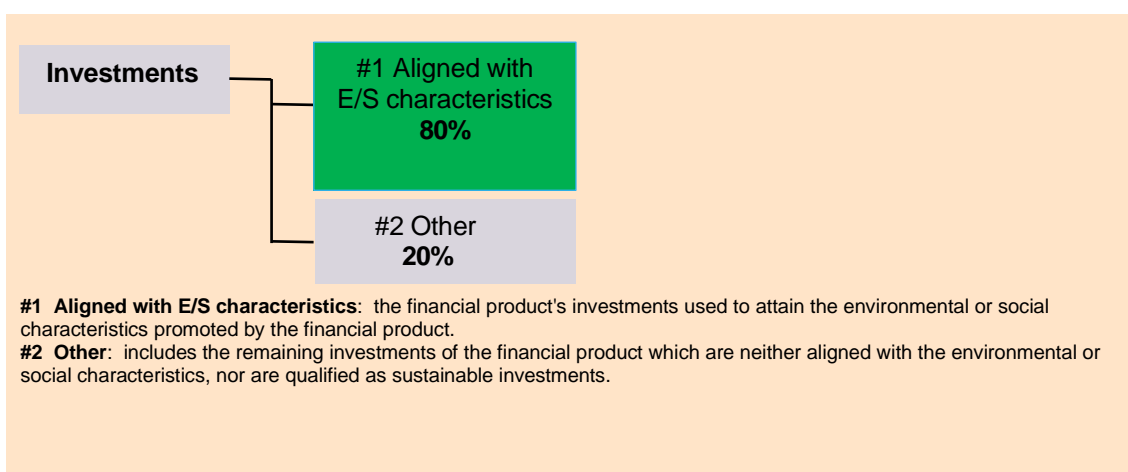 Investments
#1 Aligned with
E/S characteristics
80%
#2 Other
20%
#1 Aligned with E/S characteristics: the financial product's investments used to attain the environmental or social
characteristics promoted by the financial product.
#2 Other: includes the remaining investments of the financial product which are neither aligned with the environmental or
social characteristics, nor are qualified as sustainable investments.